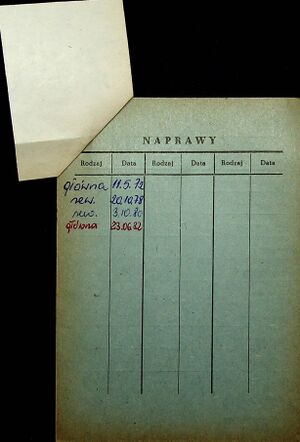 NAPRAWY
Rodzaj Data Rodzaj Data Rodzaj Data
główna 11.5.72
rew. 20.10.78
rew. 3.10.80
główna 23.06.82